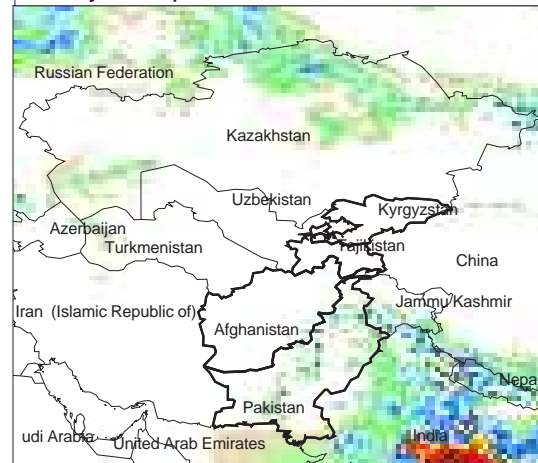 Russian Federation
Kazakhstan
Uzbekistan
Kyrgyzstan
Azerbaijan
Turkmenistan
Tajikistan
China
Jammu Kashmir
Iran (Islamic Republic of)
Afghanistan
Nepa
Pakistan
udi Arabia
United Arab Emirates
India